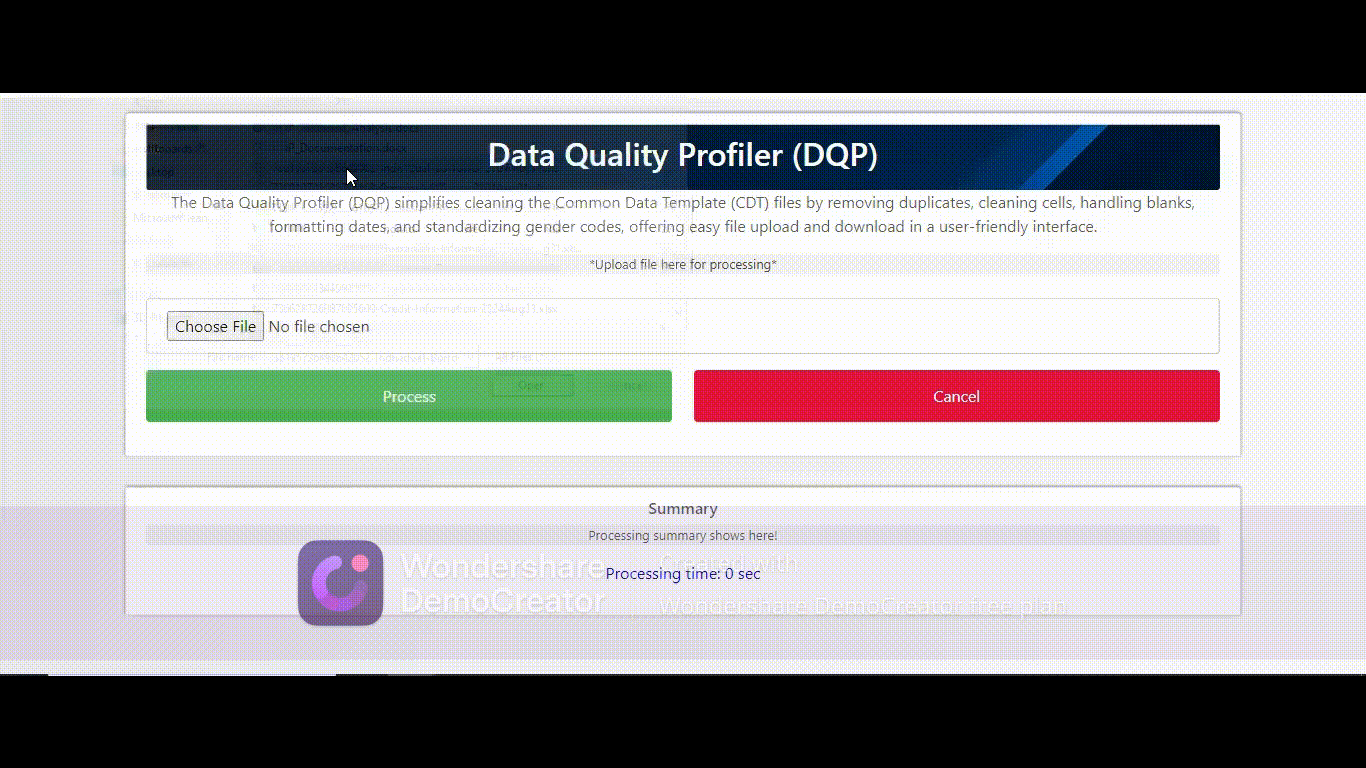 Data Quality Profiler (DQP)
The Data Quality Profiler (DQP) simplifies cleaning the Common Data Template (CDT) files by removing duplicates, cleaning cells, handling blanks,
formatting dates, and standardizing gender codes, offering easy file upload and download in a user-friendly interface.
*Upload file here for processing*
Choose File No file chosen
Process
Cancel
Summary
Processing summary shows here!
Processing time: 0 sec
Wondershare
DemoCreator
Created with
Wondershare DemoCreator free plan